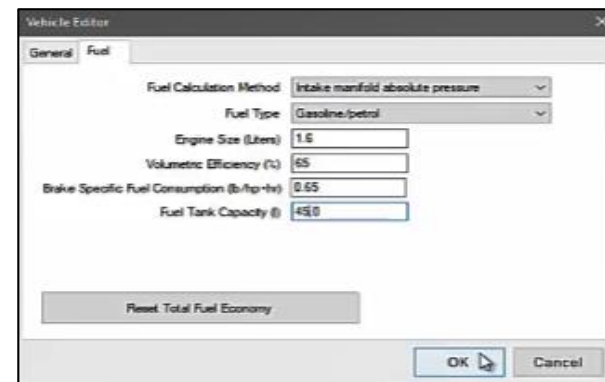 Vehicle Editor
General Fuel
Fuel Calculation Method Intake manifold absolute pressure
Fuel Type Gasoline/petrol
Engine Size (Liters) 1.6
Volumetric Efficiency (%) 65
Brake Specific Fuel Consumption (lb/hp•hr) 0.65
Fuel Tank Capacity (l) 45.0
Reset Total Fuel Economy
OK Cancel